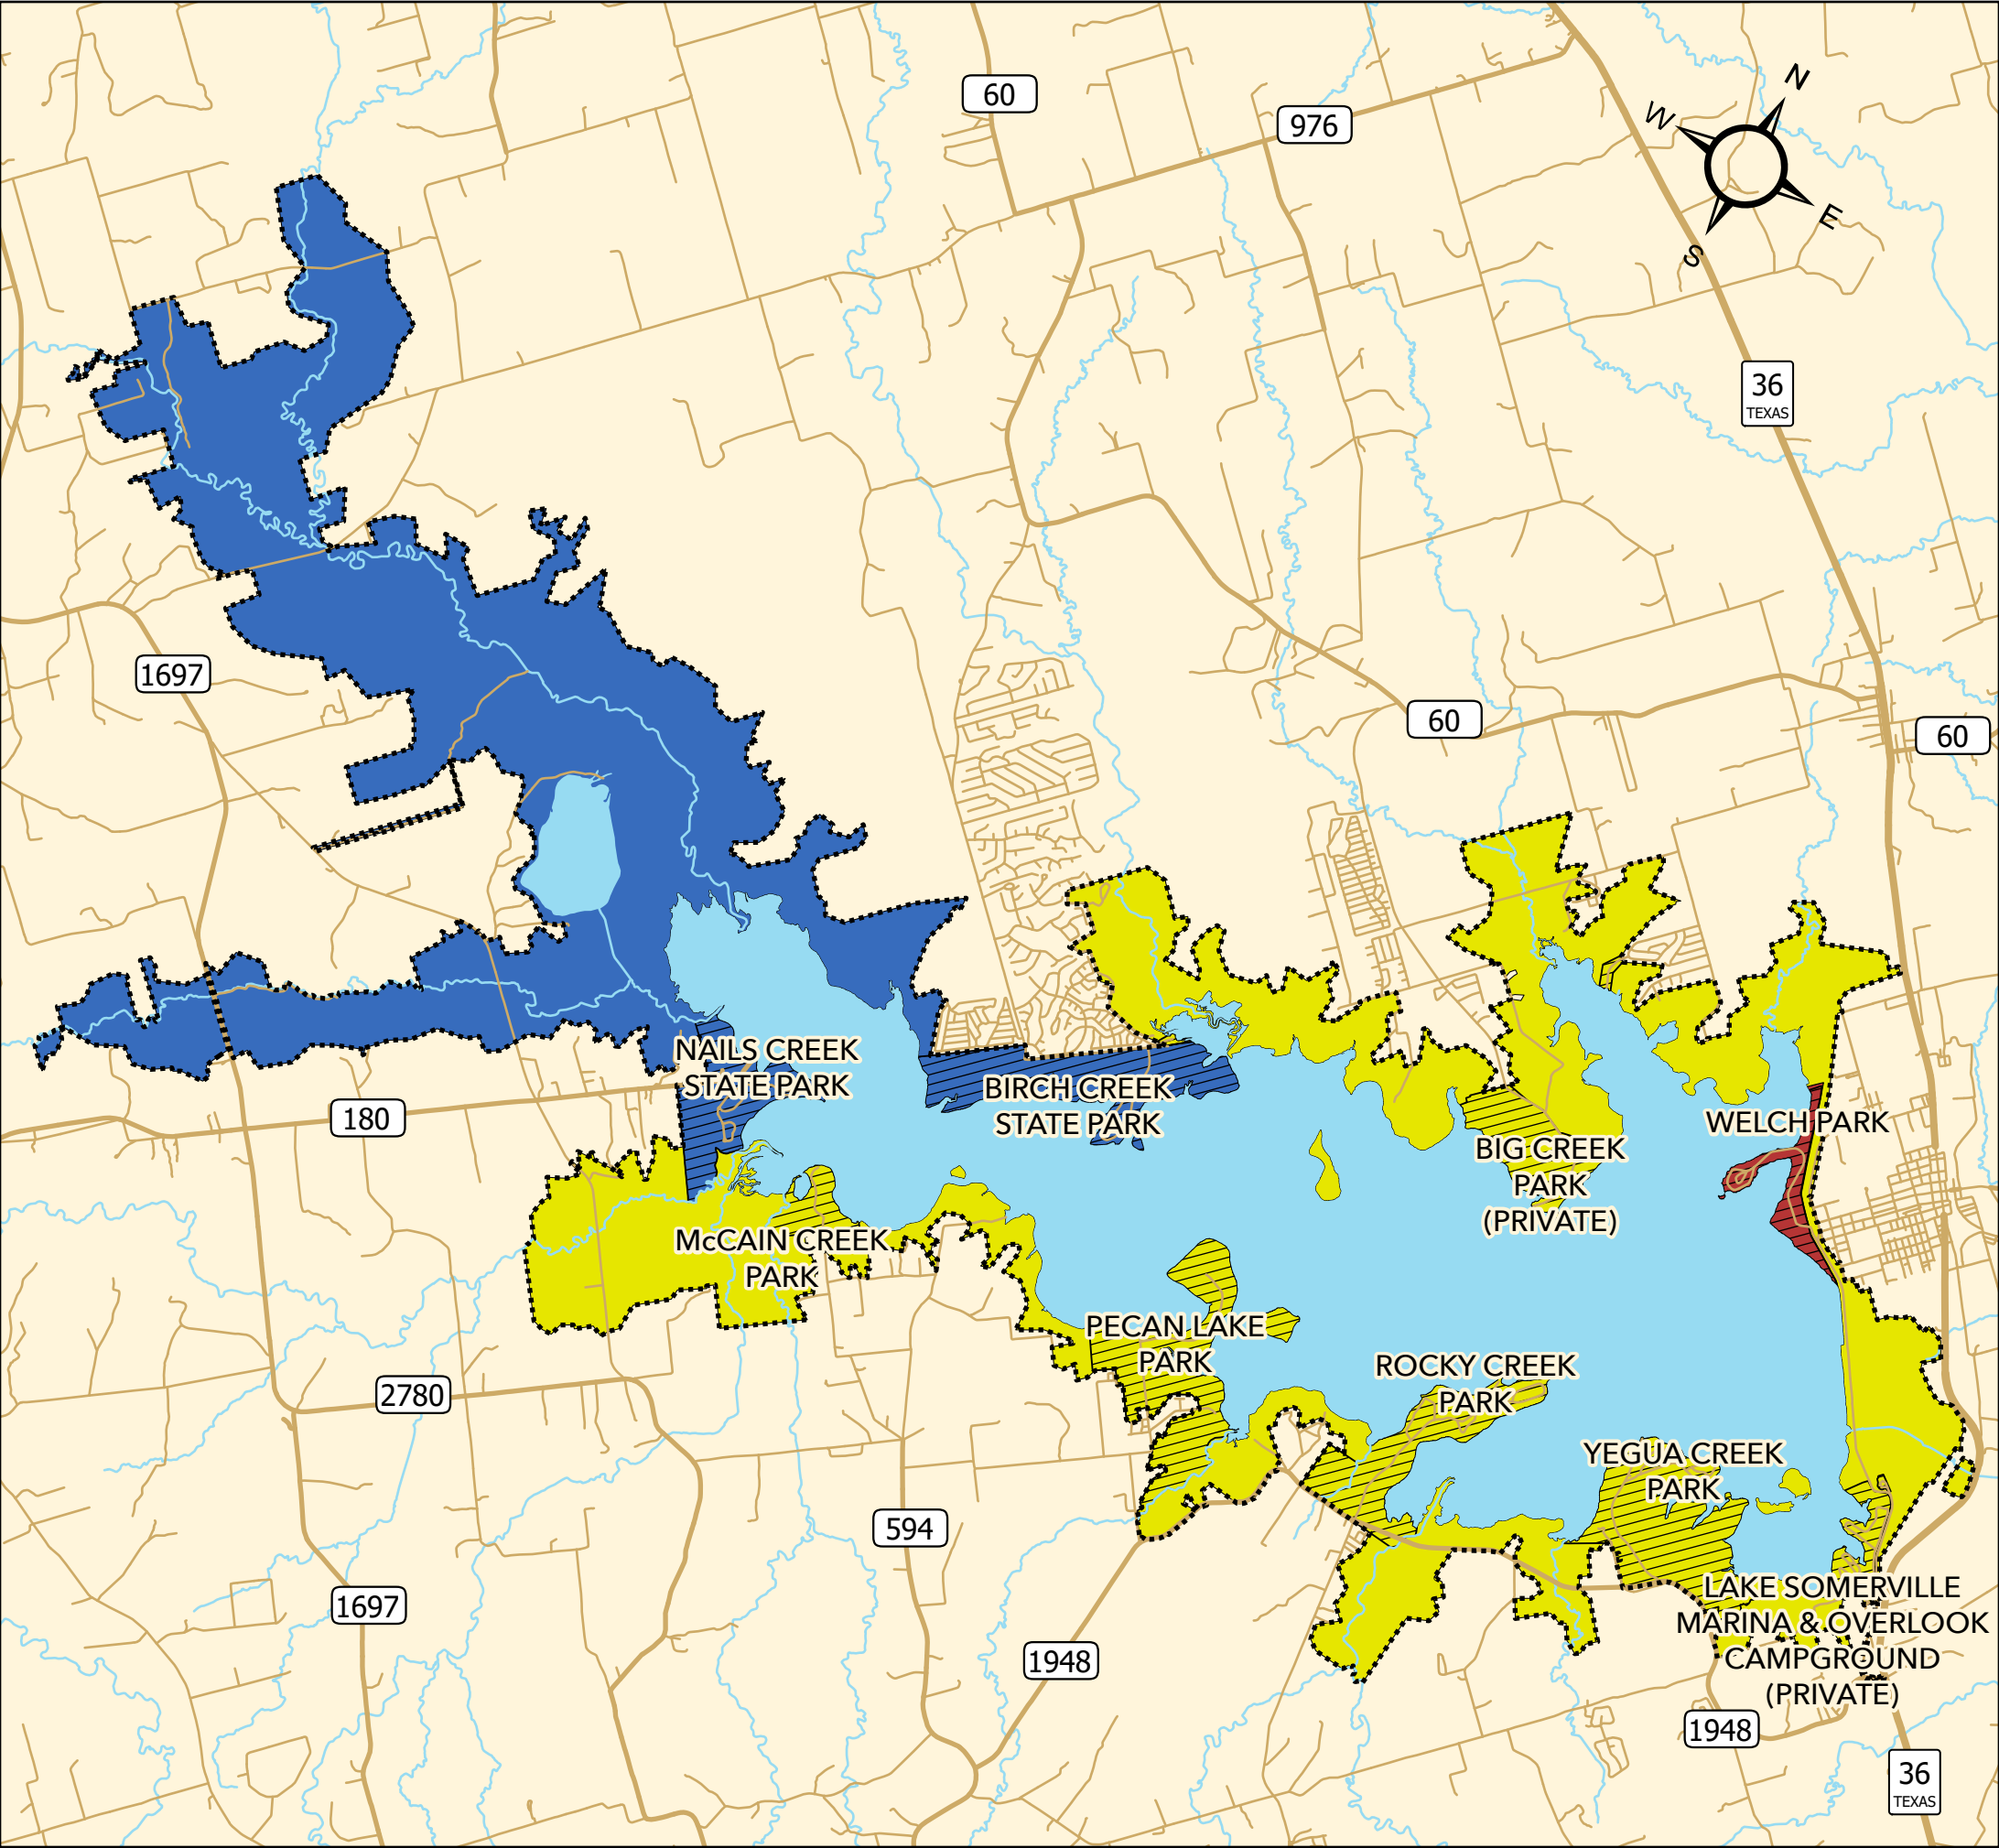 N
W
E
S
60
976
36
TEXAS
1697
60
60
NAILS CREEK
STATE PARK
BIRCH CREEK
STATE PARK
180
WELCH PARK
BIG CREEK
PARK
(PRIVATE)
McCAIN CREEK
PARK
PECAN LAKE
PARK
ROCKY CREEK
PARK
2780
YEGUA CREEK
PARK
594
LAKE SOMERVILLE
MARINA & OVERLOOK
CAMPGROUND
(PRIVATE)
1697
1948
1948
36
TEXAS